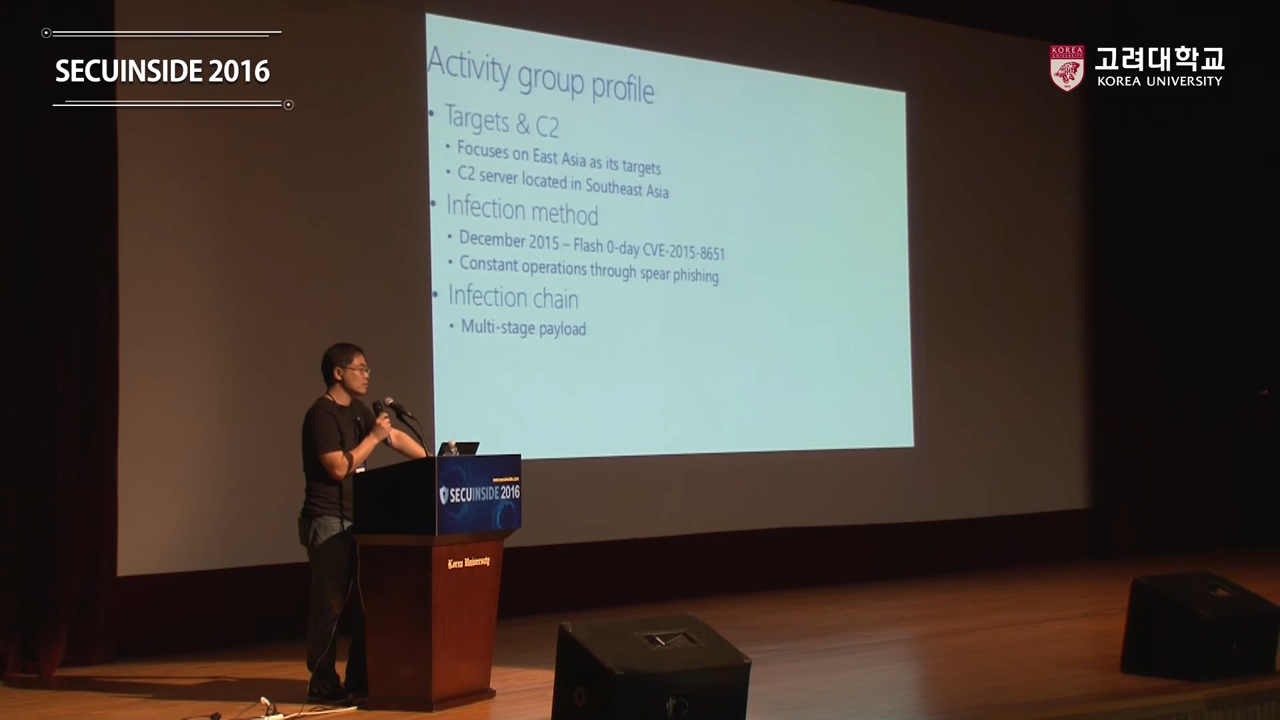 SECUINSIDE 2016
KOREA
UNIVERSITY
고려대학교
KOREA UNIVERSITY
Activity group profile
• Targets & C2
• Focuses on East Asia as its targets
• C2 server located in Southeast Asia
• Infection method
• December 2015 – Flash 0-day CVE-2015-8651
• Constant operations through spear phishing
• Infection chain
• Multi-stage payload
SECUINSIDE 2016
Korea University